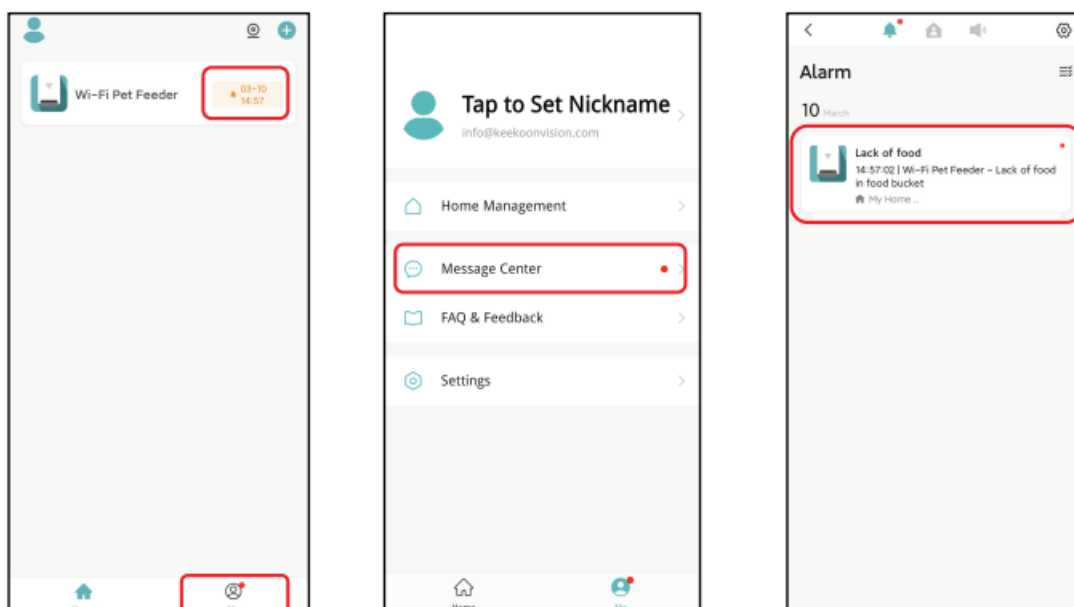 Wi-Fi Pet Feeder
03-10
14:57
Tap to Set Nickname
info@keekoonvision.com
Home Management
Message Center
FAQ & Feedback
Settings
Home
Alarm
10 March
Lack of food
14:57:02 | Wi-Fi Pet Feeder - Lack of food
in food bucket
My Home ..